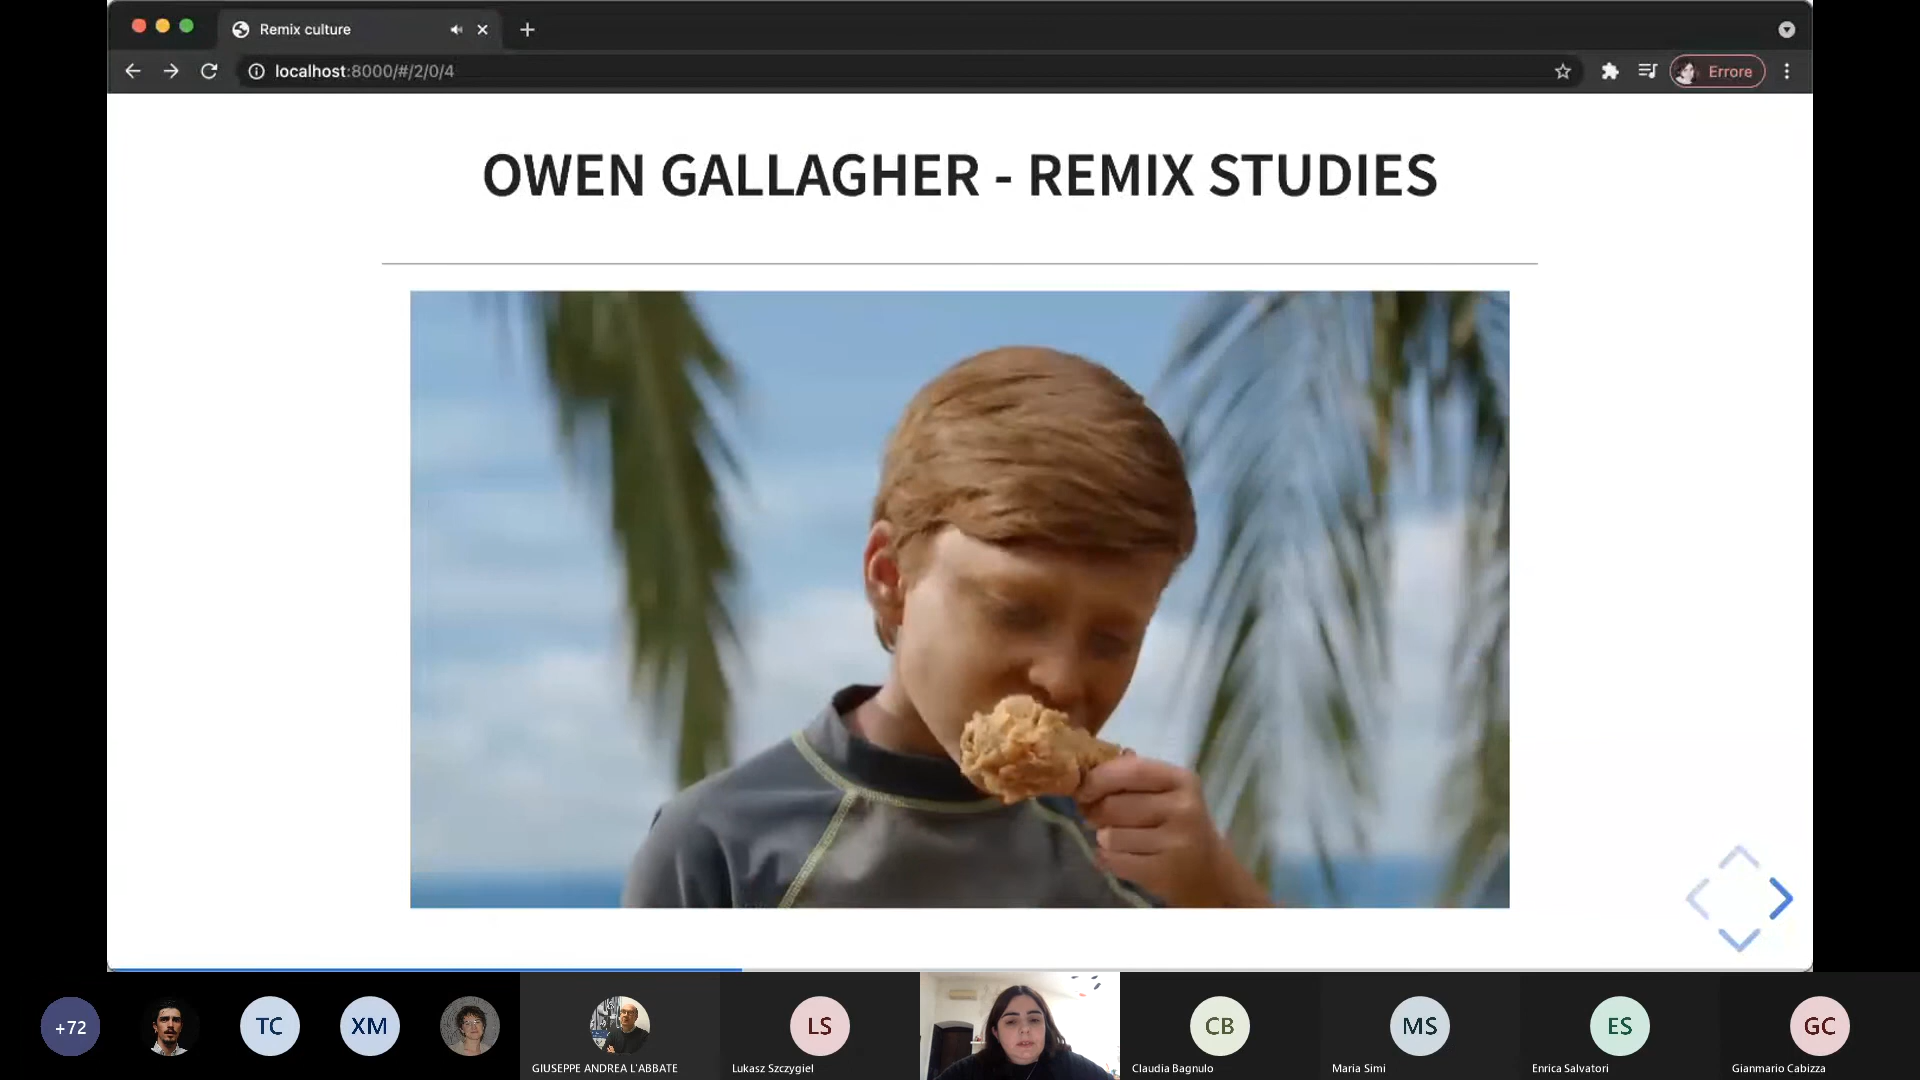 Remix culture
localhost:8000/#/2/0/4
Errore
OWEN GALLAGHER - REMIX STUDIES
+72
TC
XM
LS
CB
MS
ES
GC
GIUSEPPE ANDREA L'ABBATE
Lukasz Szczygiel
Claudia Bagnulo
Maria Simi
Enrica Salvatori
Gianmario Cabizza